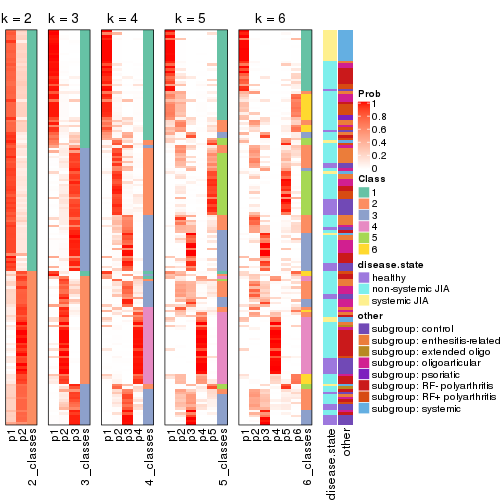 k = 2
k = 3
k = 4
k = 5
k = 6
Prob
1
0.8
0.6
0.4
0.2
0
Class
1
2
3
4
5
6
disease.state
healthy
non-systemic JIA
systemic JIA
other
subgroup: control
subgroup: enthesitis-related
subgroup: extended oligo
subgroup: oligoarticular
subgroup: psoriatic
subgroup: RF- polyarthritis
subgroup: RF+ polyarthritis
subgroup: systemic
p1
p2
2_classes
p1
p2
p3
3_classes
p1
p2
p3
p4
4_classes
p1
p2
p3
p4
p5
5_classes
p1
p2
p3
p4
p5
p6
6_classes
disease.state
other